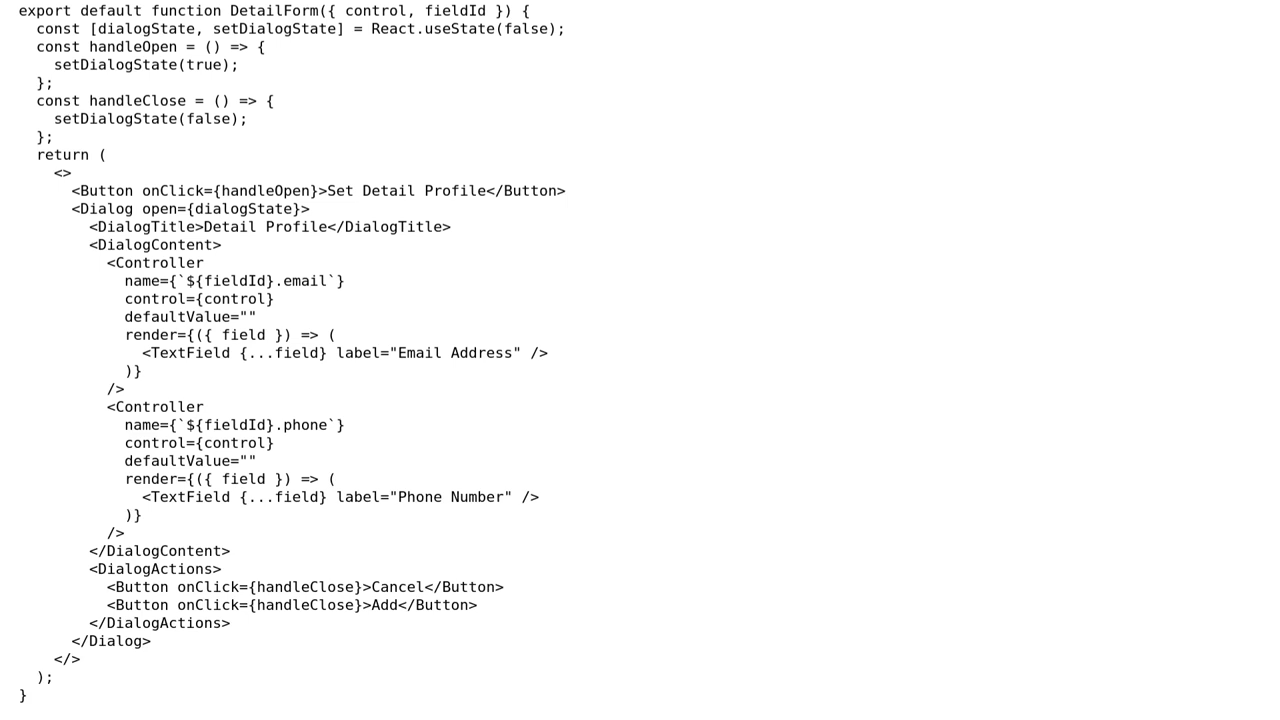 export default function DetailForm({ control, fieldId }) {
  const [dialogState, setDialogState] = React.useState(false);
  const handleOpen = () => {
    setDialogState(true);
  };
  const handleClose = () => {
    setDialogState(false);
  };
  return (
    <>
      <Button onClick={handleOpen}>Set Detail Profile</Button>
      <Dialog open={dialogState}>
        <DialogTitle>Detail Profile</DialogTitle>
        <DialogContent>
          <Controller
            name={`${fieldId}.email`}
            control={control}
            defaultValue=""
            render={({ field }) => (
              <TextField {...field} label="Email Address" />
            )}
          />
          <Controller
            name={`${fieldId}.phone`}
            control={control}
            defaultValue=""
            render={({ field }) => (
              <TextField {...field} label="Phone Number" />
            )}
          />
        </DialogContent>
        <DialogActions>
          <Button onClick={handleClose}>Cancel</Button>
          <Button onClick={handleClose}>Add</Button>
        </DialogActions>
      </Dialog>
    </>
  );
}